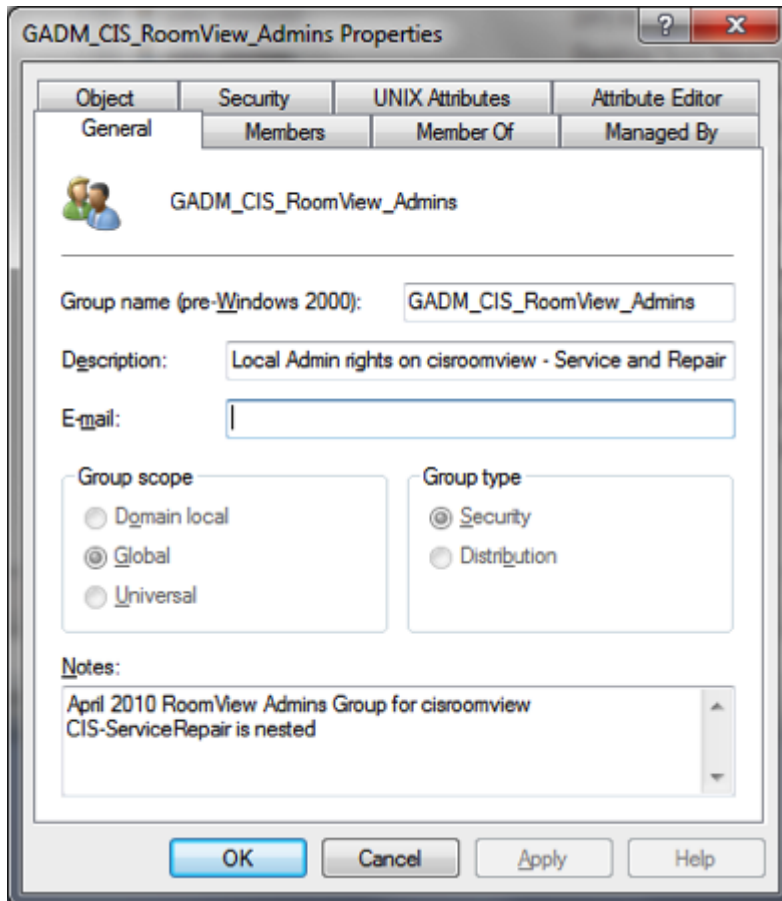 GADM_CIS_RoomView_Admins Properties
Object Security UNIX Attributes Attribute Editor
General Members Member Of Managed By
GADM_CIS_RoomView_Admins
Group name (pre-Windows 2000): GADM_CIS_RoomView_Admins
Description: Local Admin rights on cisroomview - Service and Repair
E-mail:
Group scope
Domain local
Global
Universal
Group type
Security
Distribution
Notes:
April 2010 RoomView Admins Group for cisroomview
CIS-ServiceRepair is nested
OK Cancel Apply Help